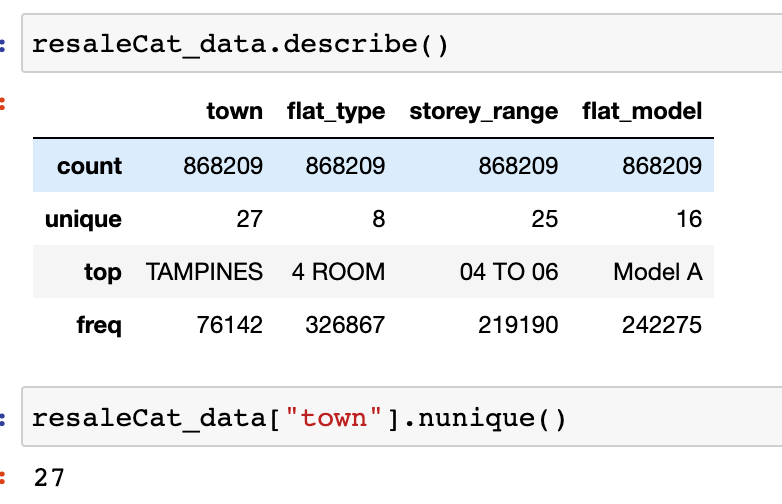 resaleCat_data.describe()
town flat_type storey_range flat_model
count 868209 868209 868209 868209
unique 27 8 25 16
top TAMPINES 4 ROOM 04 TO 06 Model A
freq 76142 326867 219190 242275
resaleCat_data["town"].nunique()
27